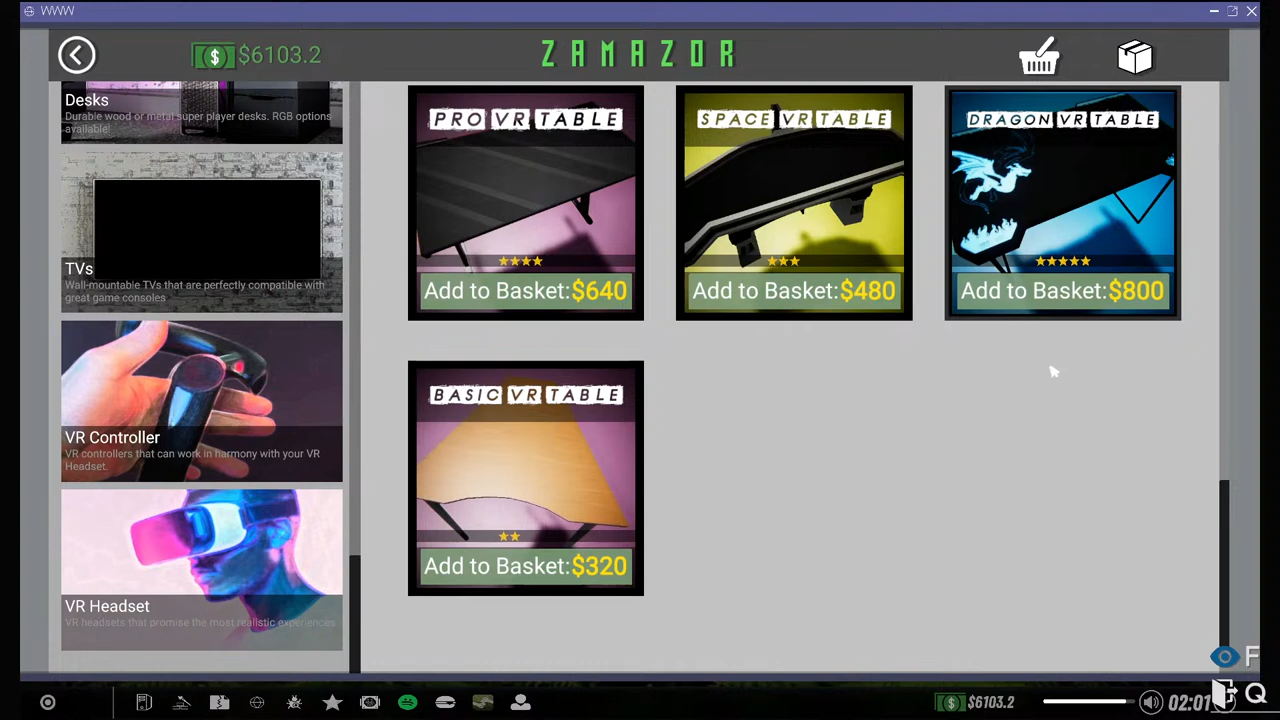 WWW
$6103.2
ZAMAZOR
Desks
Durable wood or metal super player desks. RGB options
available!
TVs
Wall-mountable TVs that are perfectly compatible with
great game consoles
VR Controller
VR controllers that can work in harmony with your VR
Headset.
VR Headset
VR headsets that promise the most realistic experiences
PRO VR TABLE
Add to Basket:$640
SPACE VR TABLE
Add to Basket:$480
DRAGON VR TABLE
Add to Basket:$800
BASIC VR TABLE
Add to Basket:$320
F
$6103.2
02:01
Q